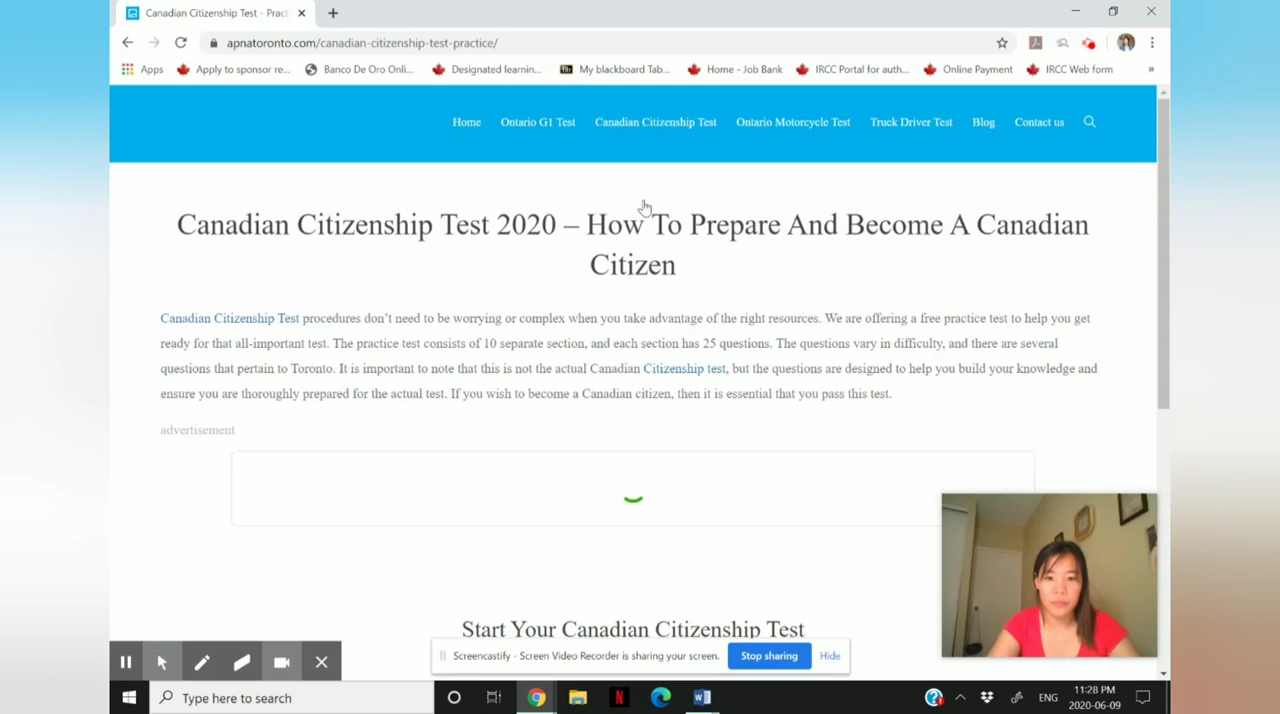 Canadian Citizenship Test - Pract
apnatoronto.com/canadian-citizenship-test-practice/
Apps Apply to sponsor re... Banco De Oro Onli... Designated learnin... My blackboard Tab... Home - Job Bank IRCC Portal for auth... Online Payment IRCC Web form »
Home Ontario G1 Test Canadian Citizenship Test Ontario Motorcycle Test Truck Driver Test Blog Contact us
Canadian Citizenship Test 2020 – How To Prepare And Become A Canadian
Citizen
Canadian Citizenship Test procedures don't need to be worrying or complex when you take advantage of the right resources. We are offering a free practice test to help you get
ready for that all-important test. The practice test consists of 10 separate section, and each section has 25 questions. The questions vary in difficulty, and there are several
questions that pertain to Toronto. It is important to note that this is not the actual Canadian Citizenship test, but the questions are designed to help you build your knowledge and
ensure you are thoroughly prepared for the actual test. If you wish to become a Canadian citizen, then it is essential that you pass this test.
advertisement
Start Your Canadian Citizenship Test
Screencastify - Screen Video Recorder is sharing your screen. Stop sharing Hide
Type here to search
ENG
11:28 PM
2020-06-09